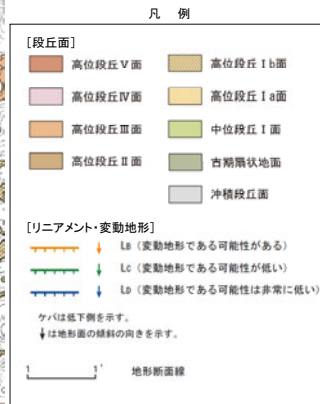 凡 例
[段丘面]
高位段丘Ⅴ面
高位段丘Ⅰb面
高位段丘Ⅳ面
高位段丘Ⅰa面
高位段丘Ⅲ面
中位段丘Ⅰ面
高位段丘Ⅱ面
古期扇状地面
沖積段丘面
[リニアメント・変動地形]
LB (変動地形である可能性がある)
LC (変動地形である可能性が低い)
LD (変動地形である可能性は非常に低い)
ケバは低下側を示す。
↓は地形面の傾斜の向きを示す。
1 1' 地形断面線